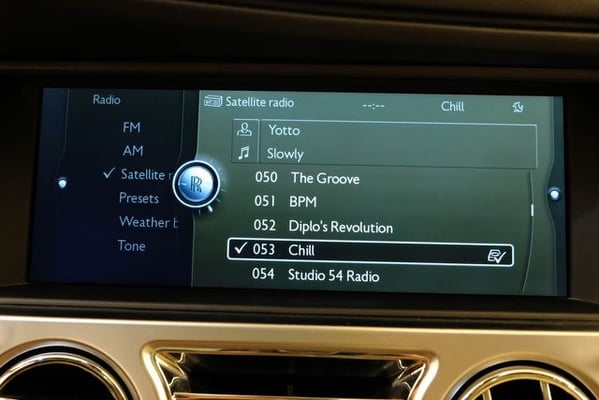 Radio
FM
AM
Satellite r
Presets
Weather b
Tone
RR
Satellite radio --:-- Chill
Yotto
Slowly
050 The Groove
051 BPM
052 Diplo's Revolution
053 Chill
054 Studio 54 Radio